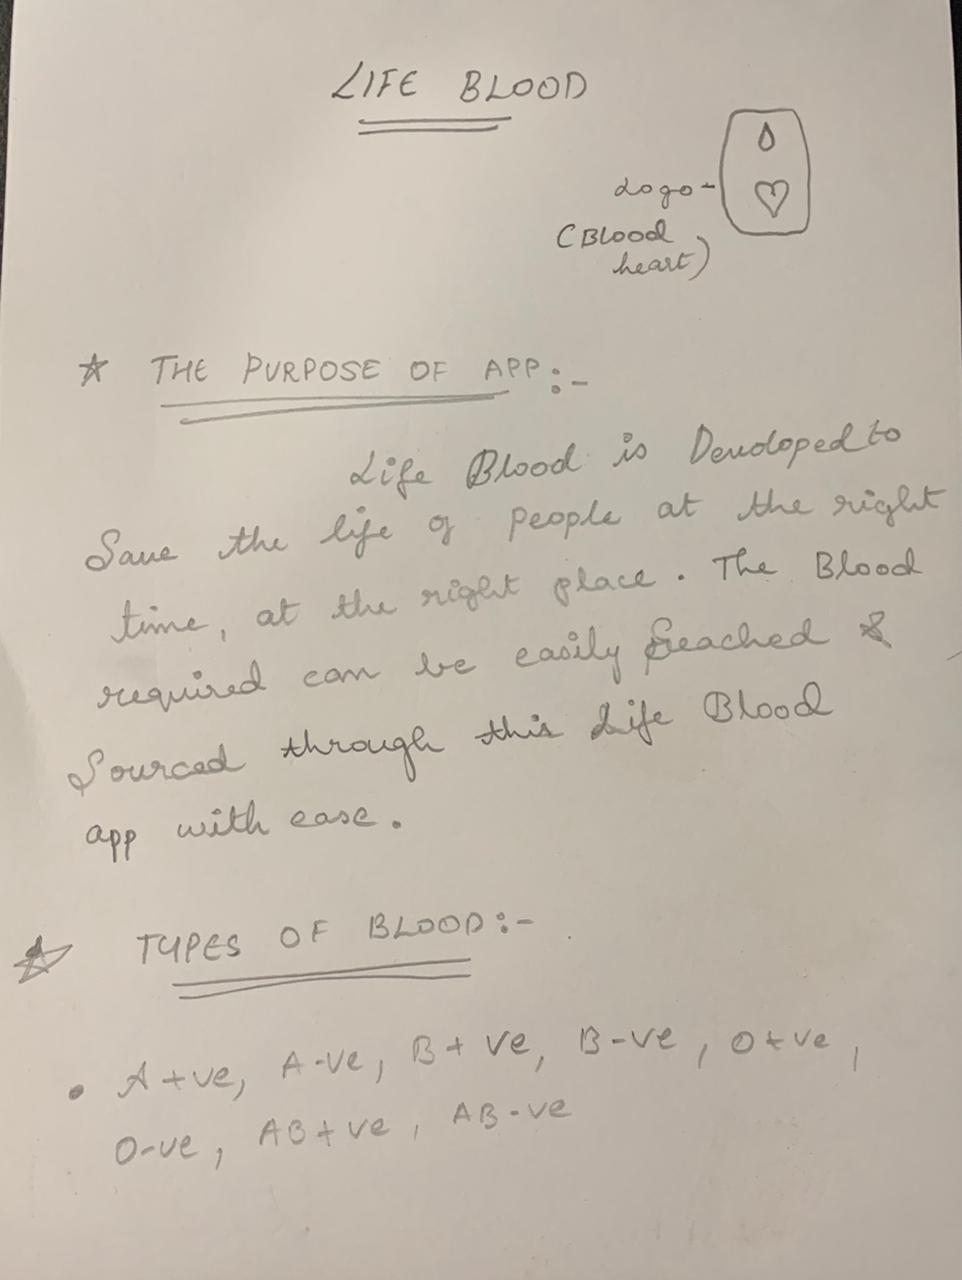 LIFE BLOOD
Logo -
(Blood
heart)
☆ THE PURPOSE OF APP :-
Life Blood is Developed to
Save the life of people at the right
time, at the right place. The Blood
required can be easily Reached &
Sourced through this Life Blood
app with ease.
☆ TYPES OF BLOOD :-
• A+ve, A-ve, B+ve, B-ve, O+ve,
O-ve, AB+ve, AB-ve